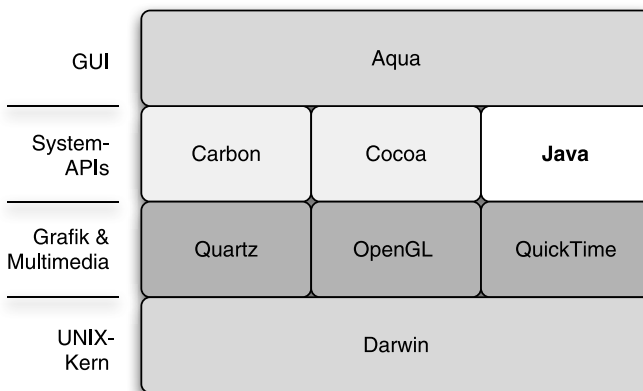 GUI
Aqua
System-
APIs
Carbon
Cocoa
Java
Grafik &
Multimedia
Quartz
OpenGL
QuickTime
UNIX-
Kern
Darwin